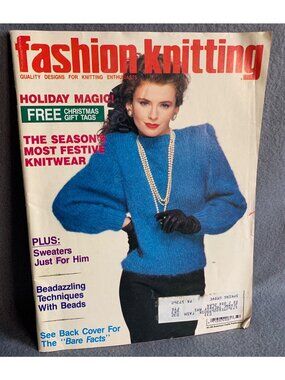 fashion knitting
QUALITY DESIGNS FOR KNITTING ENTHUSIASTS
HOLIDAY MAGIC!
FREE CHRISTMAS
GIFT TAGS
THE SEASON'S
MOST FESTIVE
KNITWEAR
PLUS:
Sweaters
Just For Him
Beadazzling
Techniques
With Beads
See Back Cover For
The "Bare Facts"